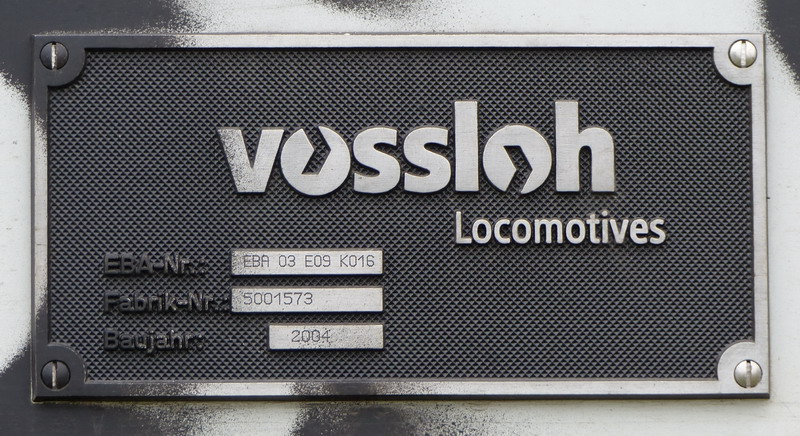 vossloh
Locomotives
EBA-Nr.: EBA 03 E09 K016
Fabrik-Nr.: 5001573
Baujahr: 2004